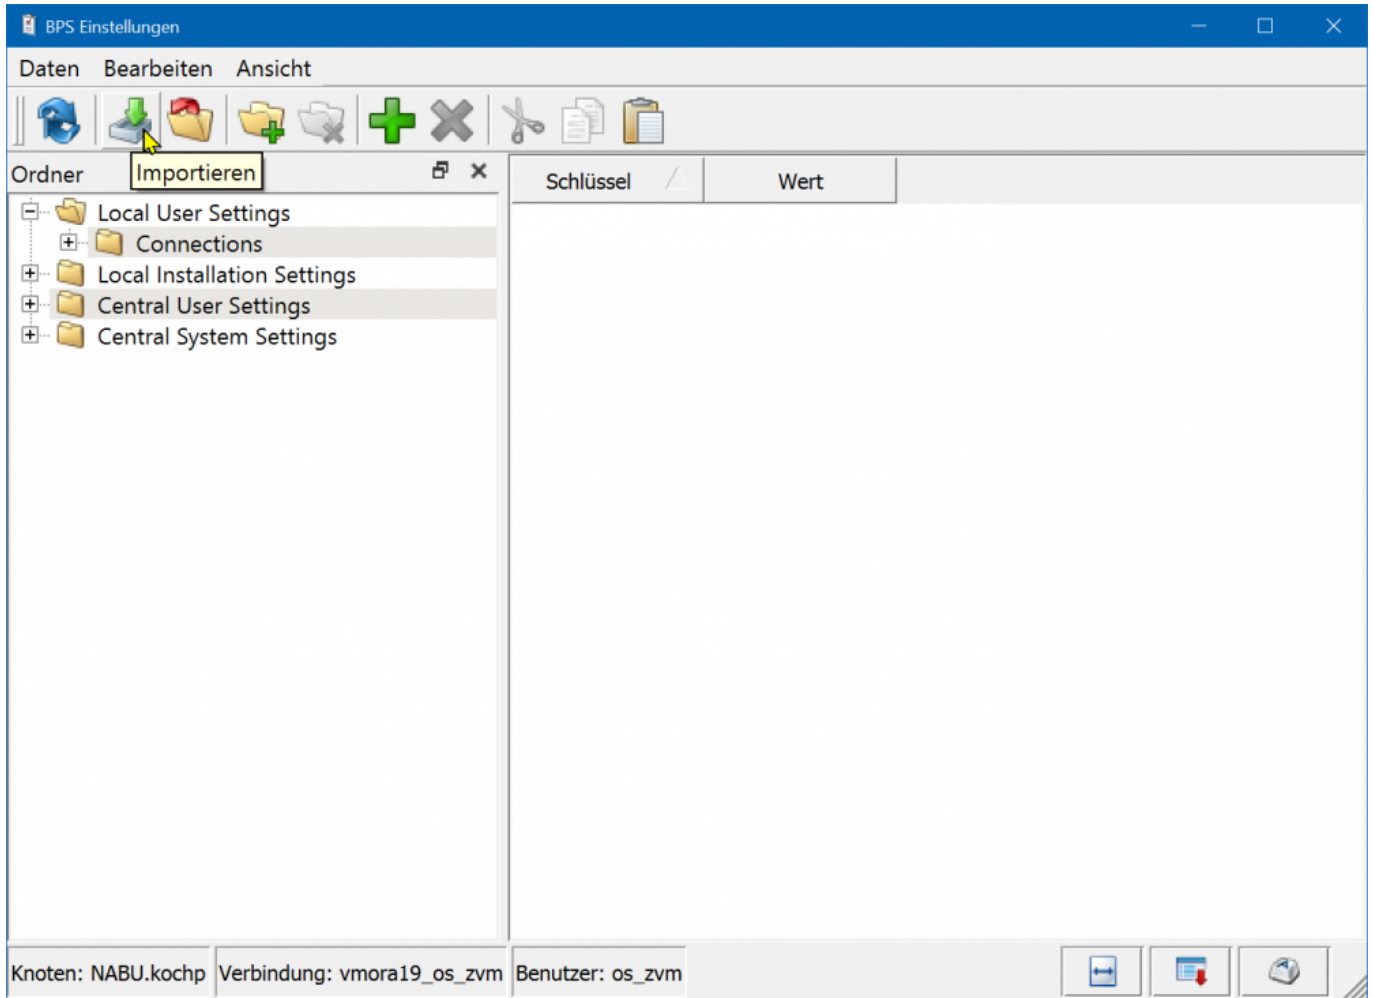 BPS Einstellungen
Daten Bearbeiten Ansicht
Importieren
Ordner
Schlüssel Wert
Local User Settings
Connections
Local Installation Settings
Central User Settings
Central System Settings
Knoten: NABU.kochp Verbindung: vmora19_os_zvm Benutzer: os_zvm